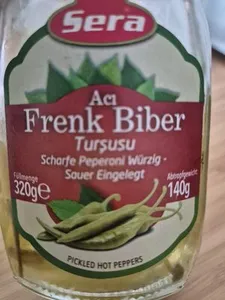 Sera
Acı
Frenk Biber
Turşusu
Scharfe Peperoni Würzig -
Sauer Eingelegt
Füllmenge
320g℮
Abtropfgewicht:
140g
PICKLED HOT PEPPERS